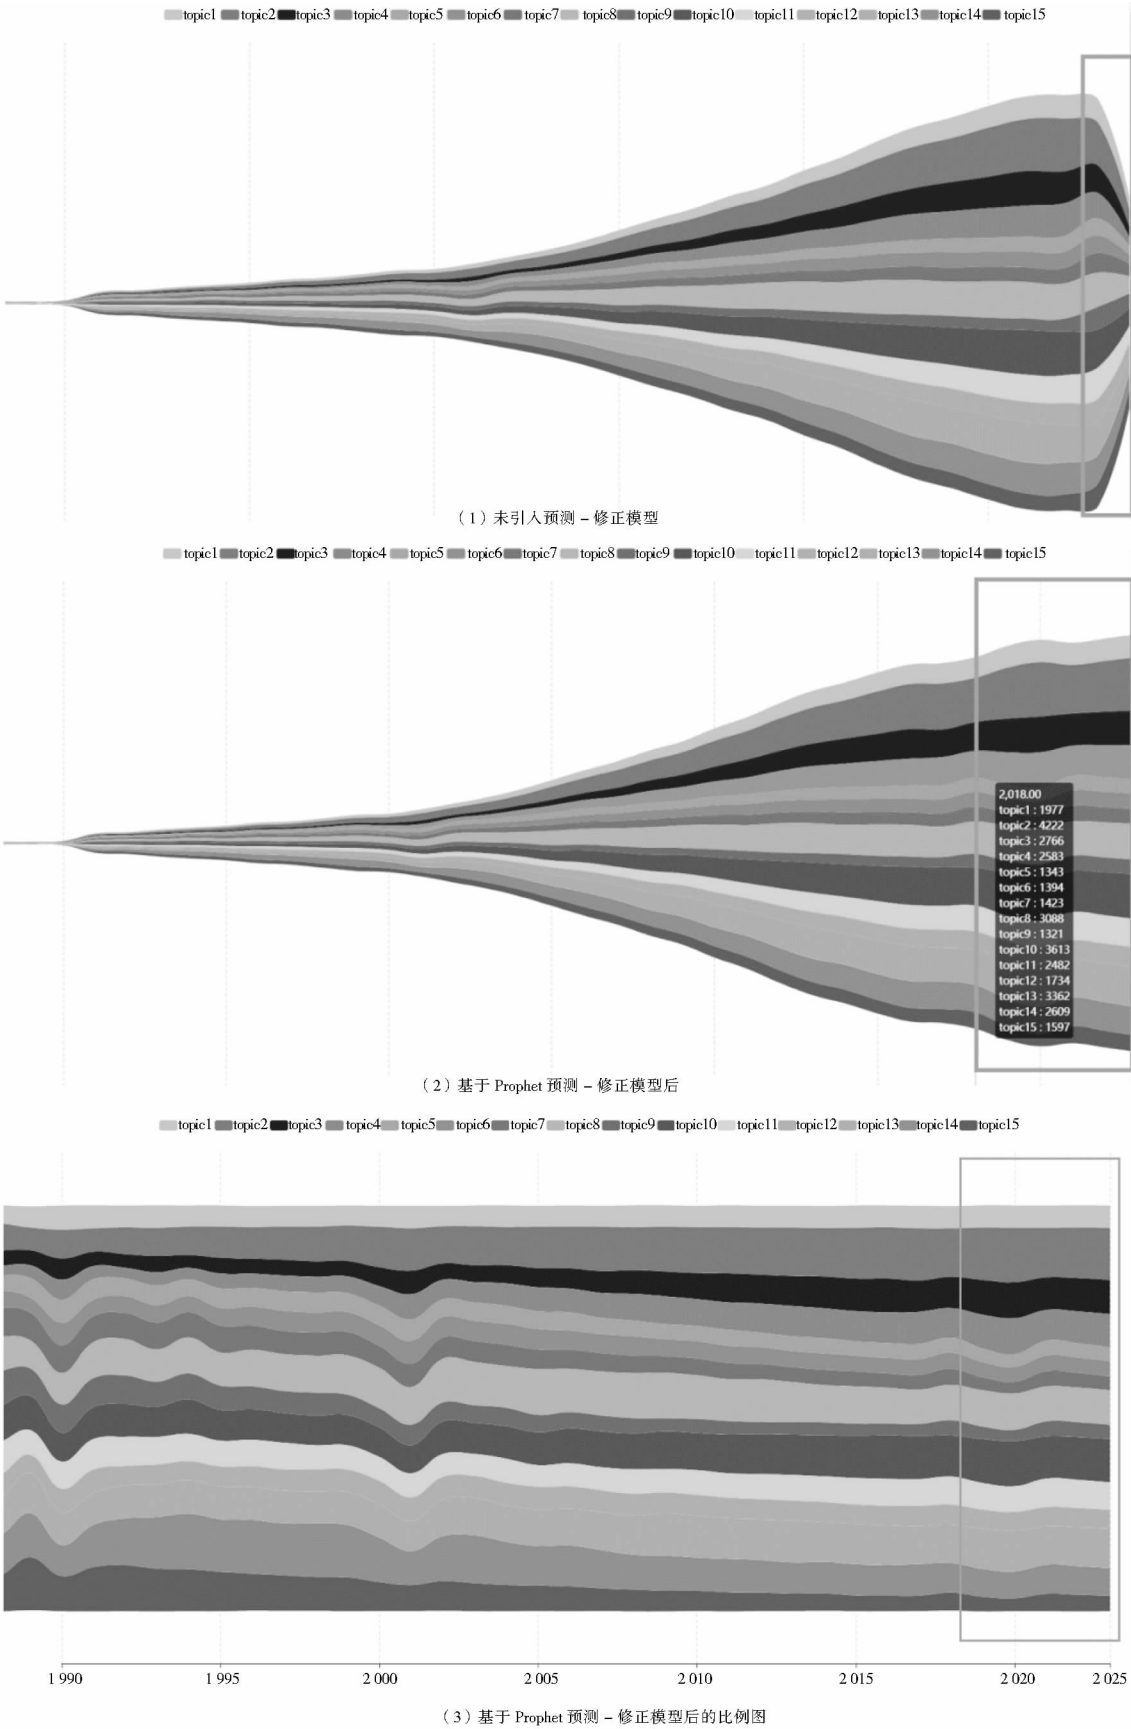 topic1 topic2 topic3 topic4 topic5 topic6 topic7 topic8 topic9 topic10 topic11 topic12 topic13 topic14 topic15
（1）未引入预测－修正模型
topic1 topic2 topic3 topic4 topic5 topic6 topic7 topic8 topic9 topic10 topic11 topic12 topic13 topic14 topic15
2,018.00
topic1 : 1977
topic2 : 4222
topic3 : 2766
topic4 : 2583
topic5 : 1343
topic6 : 1394
topic7 : 1423
topic8 : 3088
topic9 : 1321
topic10 : 3613
topic11 : 2482
topic12 : 1734
topic13 : 3362
topic14 : 2609
topic15 : 1597
（2）基于 Prophet 预测－修正模型后
topic1 topic2 topic3 topic4 topic5 topic6 topic7 topic8 topic9 topic10 topic11 topic12 topic13 topic14 topic15
1 990 1 995 2 000 2 005 2 010 2 015 2 020 2 025
（3）基于 Prophet 预测－修正模型后的比例图